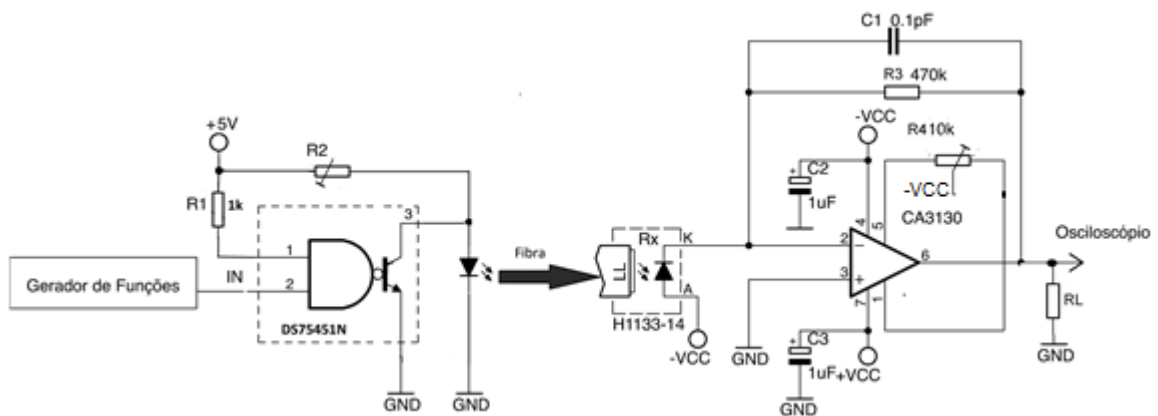 +5V
R2
R1
1k
3
1
2
IN
Gerador de Funções
DS75451N
GND
GND
Fibra
LL
Rx
K
A
H1133-14
-VCC
C1 0.1pF
R3 470k
-VCC
R410k
+
C2
1uF
-VCC
CA3130
4
5
2
-
3
+
6
7
1
GND
+
C3
1uF
+VCC
GND
Osciloscópio
RL
GND